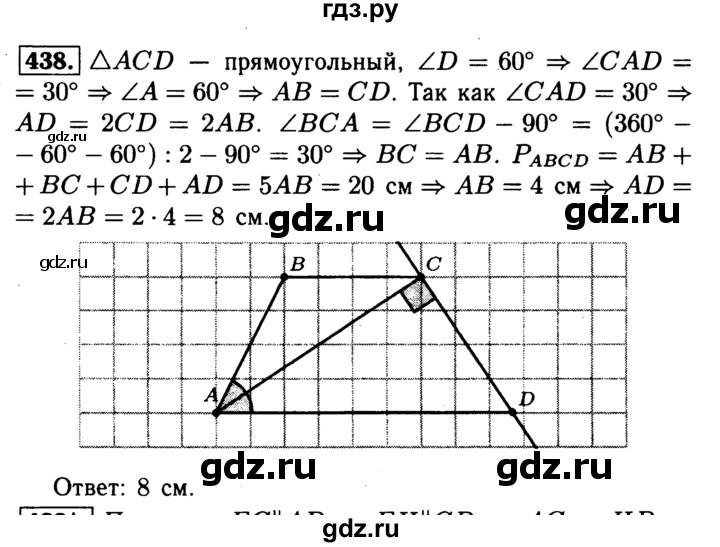 гдз.ру
438. △ACD — прямоугольный, ∠D = 60° ⇒ ∠CAD =
= 30° ⇒ ∠A = 60° ⇒ AB = CD. Так как ∠CAD = 30° ⇒
AD = 2CD = 2AB. ∠BCA = ∠BCD − 90° = (360° −
− 60° − 60°) : 2 − 90° = 30° ⇒ BC = AB. P_ABCD = AB +
+ BC + CD + AD = 5AB = 20 см ⇒ AB = 4 см ⇒ AD =
= 2AB = 2 · 4 = 8 см.
gdz.ru
gdz.ru
gdz.ru
B C
A D
gdz.ru
gdz.ru
Ответ: 8 см.
gdz.ru